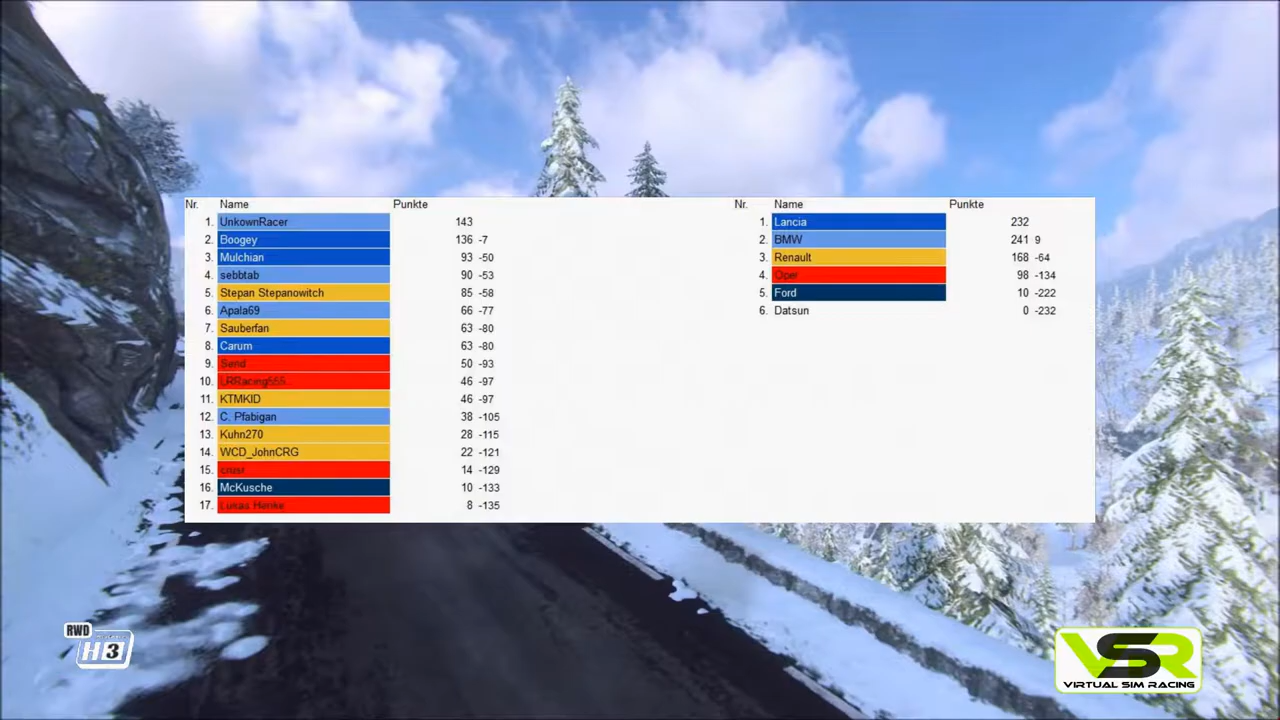 Nr. Name Punkte
1. UnkownRacer 143
2. Boogey 136 -7
3. Mulchian 93 -50
4. sebbtab 90 -53
5. Stepan Stepanowitch 85 -58
6. Apala69 66 -77
7. Sauberfan 63 -80
8. Carum 63 -80
9. Send 50 -93
10. LRRacing555.. 46 -97
11. KTMKID 46 -97
12. C. Pfabigan 38 -105
13. Kuhn270 28 -115
14. WCD_JohnCRG 22 -121
15. crusr 14 -129
16. McKusche 10 -133
17. Lukas Henke 8 -135
Nr. Name Punkte
1. Lancia 232
2. BMW 241 9
3. Renault 168 -64
4. Oper 98 -134
5. Ford 10 -222
6. Datsun 0 -232
RWD
H3
VSR
VIRTUAL SIM RACING